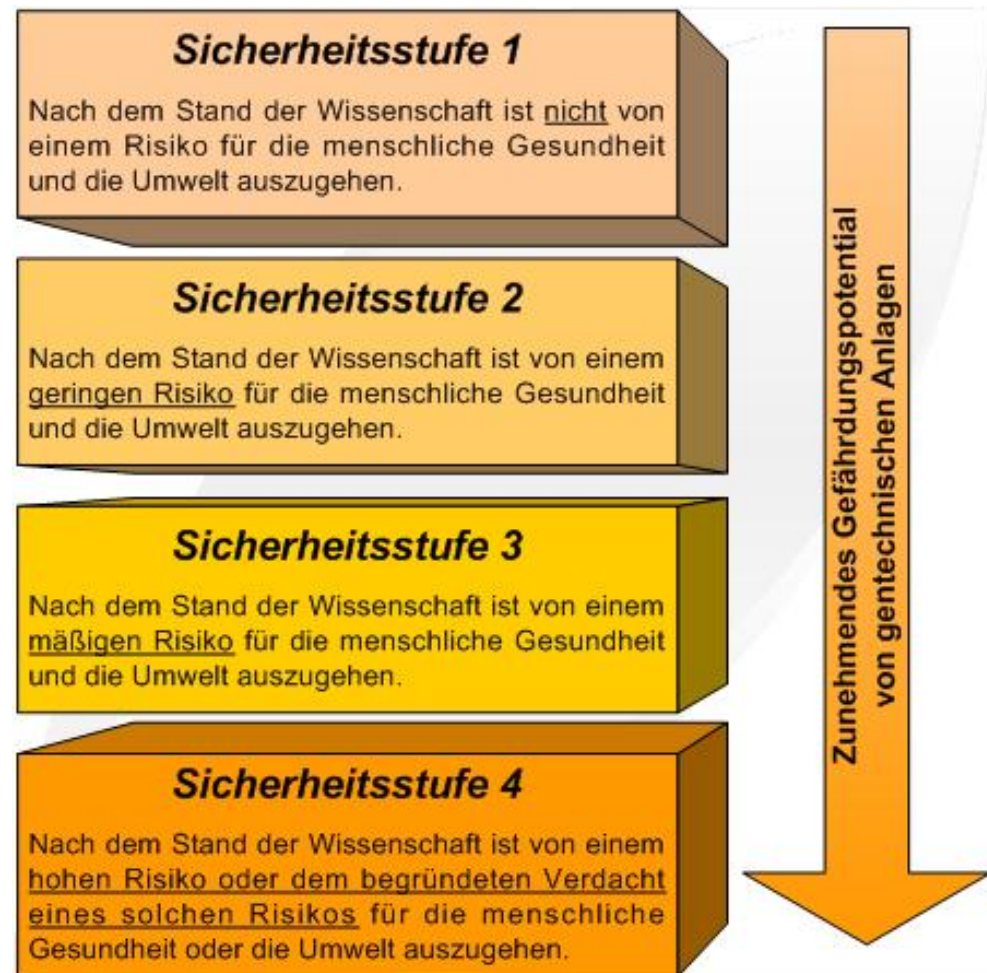 Sicherheitsstufe 1
Nach dem Stand der Wissenschaft ist nicht von
einem Risiko für die menschliche Gesundheit
und die Umwelt auszugehen.
Sicherheitsstufe 2
Nach dem Stand der Wissenschaft ist von einem
geringen Risiko für die menschliche Gesundheit
und die Umwelt auszugehen.
Sicherheitsstufe 3
Nach dem Stand der Wissenschaft ist von einem
mäßigen Risiko für die menschliche Gesundheit
und die Umwelt auszugehen.
Sicherheitsstufe 4
Nach dem Stand der Wissenschaft ist von einem
hohen Risiko oder dem begründeten Verdacht
eines solchen Risikos für die menschliche
Gesundheit oder die Umwelt auszugehen.
Zunehmendes Gefährdungspotential
von gentechnischen Anlagen